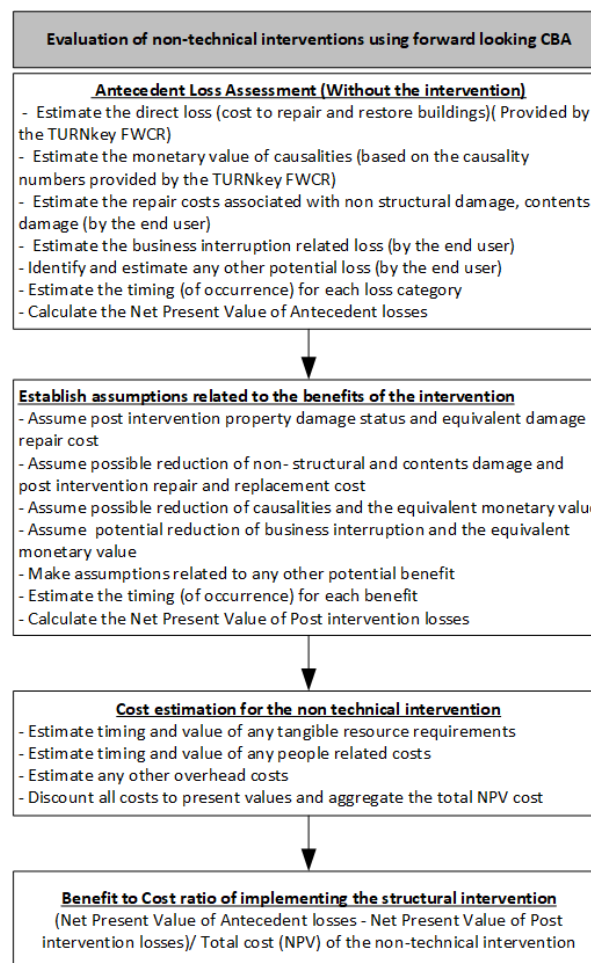 Evaluation of non-technical interventions using forward looking CBA
Antecedent Loss Assessment (Without the intervention)
- Estimate the direct loss (cost to repair and restore buildings)( Provided by
the TURNkey FWCR)
- Estimate the monetary value of causalities (based on the causality
numbers provided by the TURNkey FWCR)
- Estimate the repair costs associated with non structural damage, contents
damage (by the end user)
- Estimate the business interruption related loss (by the end user)
- Identify and estimate any other potential loss (by the end user)
- Estimate the timing (of occurrence) for each loss category
- Calculate the Net Present Value of Antecedent losses
Establish assumptions related to the benefits of the intervention
- Assume post intervention property damage status and equivalent damage
repair cost
- Assume possible reduction of non- structural and contents damage and
post intervention repair and replacement cost
- Assume possible reduction of causalities and the equivalent monetary value
- Assume potential reduction of business interruption and the equivalent
monetary value
- Make assumptions related to any other potential benefit
- Estimate the timing (of occurrence) for each benefit
- Calculate the Net Present Value of Post intervention losses
Cost estimation for the non technical intervention
- Estimate timing and value of any tangible resource requirements
- Estimate timing and value of any people related costs
- Estimate any other overhead costs
- Discount all costs to present values and aggregate the total NPV cost
Benefit to Cost ratio of implementing the structural intervention
(Net Present Value of Antecedent losses - Net Present Value of Post
intervention losses)/ Total cost (NPV) of the non-technical intervention